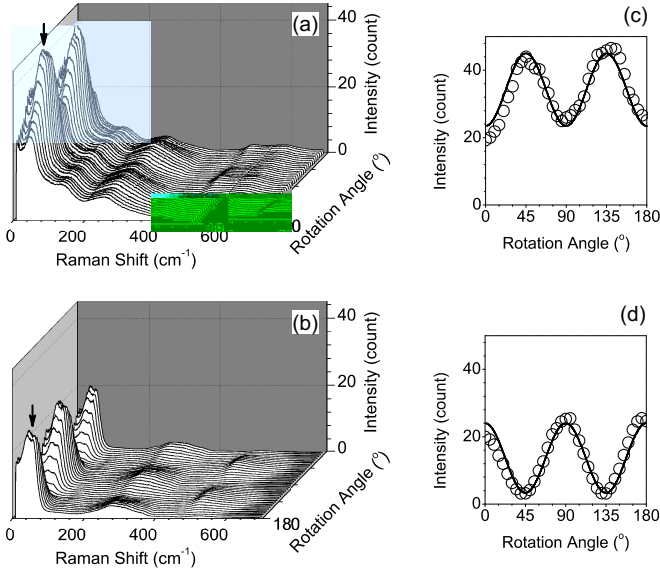 (a)
40
20
0
Intensity (count)
Rotation Angle (°)
0
0 200 400 600
Raman Shift (cm-1)
(b)
40
20
0
Intensity (count)
Rotation Angle (°)
180
0 200 400 600
Raman Shift (cm-1)
(c)
40
20
0
Intensity (count)
0 45 90 135 180
Rotation Angle (°)
(d)
40
20
0
Intensity (count)
0 45 90 135 180
Rotation Angle (°)